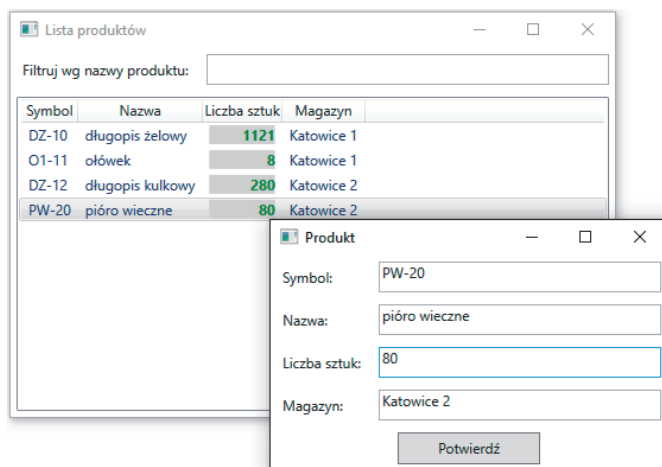 Lista produktów
Filtruj wg nazwy produktu:
Symbol Nazwa Liczba sztuk Magazyn
DZ-10 długopis żelowy 1121 Katowice 1
O1-11 ołówek 8 Katowice 1
DZ-12 długopis kulkowy 280 Katowice 2
PW-20 pióro wieczne 80 Katowice 2
Produkt
Symbol: PW-20
Nazwa: pióro wieczne
Liczba sztuk: 80
Magazyn: Katowice 2
Potwierdź